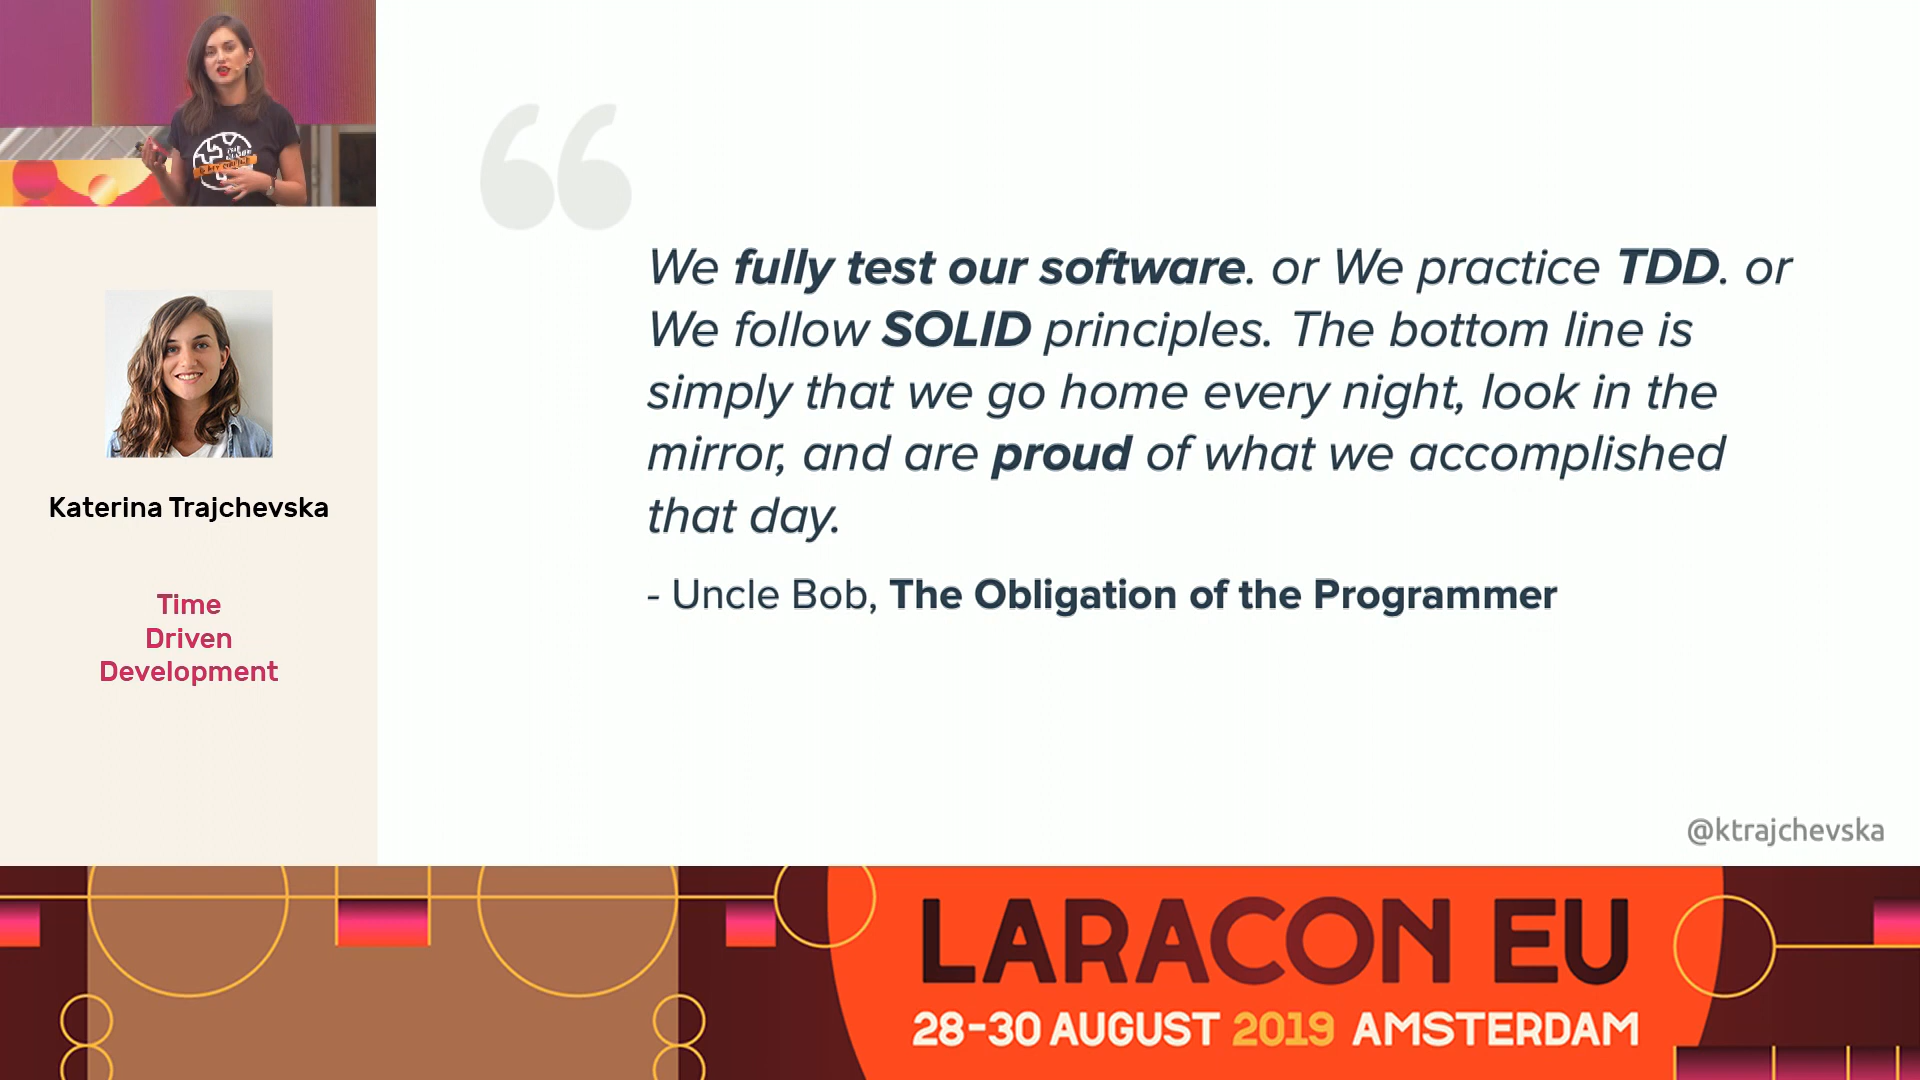 Katerina Trajchevska
Time
Driven
Development
“
We fully test our software. or We practice TDD. or
We follow SOLID principles. The bottom line is
simply that we go home every night, look in the
mirror, and are proud of what we accomplished
that day.
- Uncle Bob, The Obligation of the Programmer
@ktrajchevska
LARACON EU
28-30 AUGUST 2019 AMSTERDAM